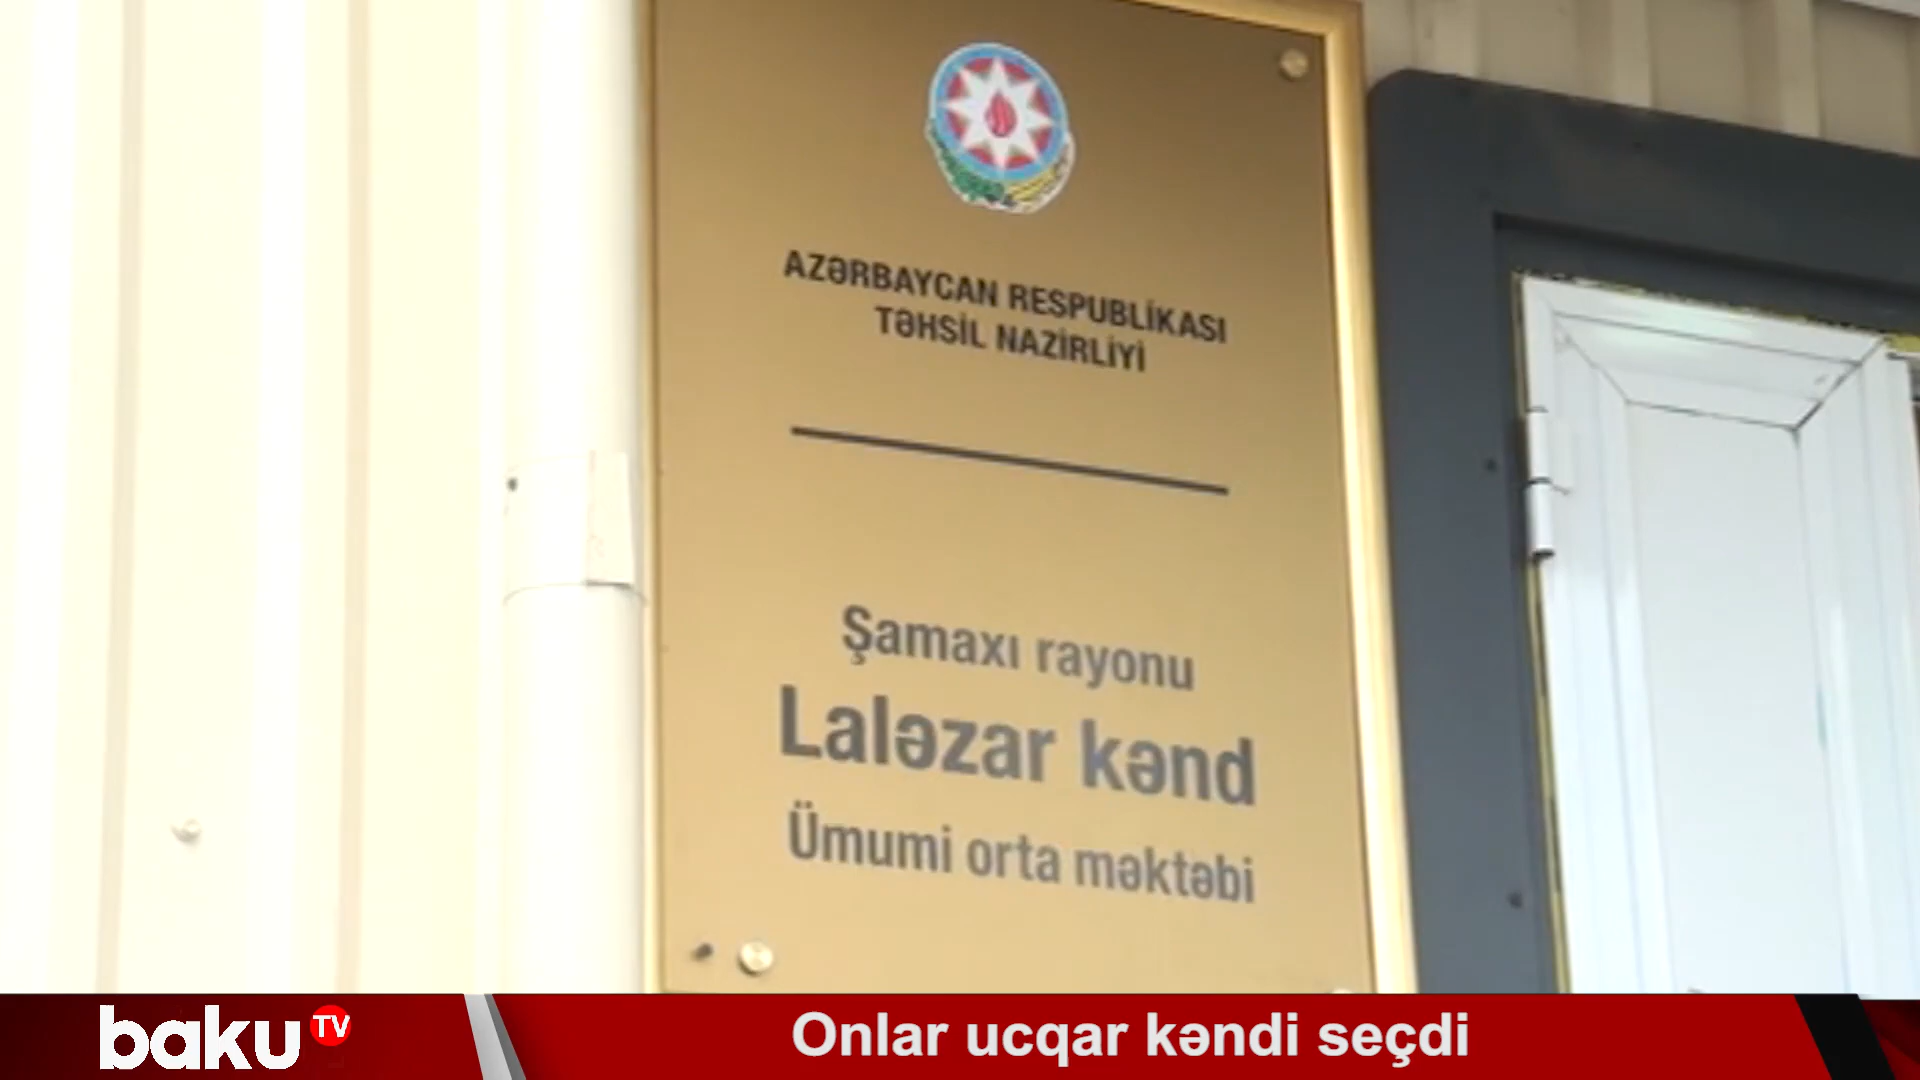 AZƏRBAYCAN RESPUBLİKASI
TƏHSİL NAZİRLİYİ
Şamaxı rayonu
Laləzar kənd
Ümumi orta məktəbi
baku TV
Onlar ucqar kəndi seçdi